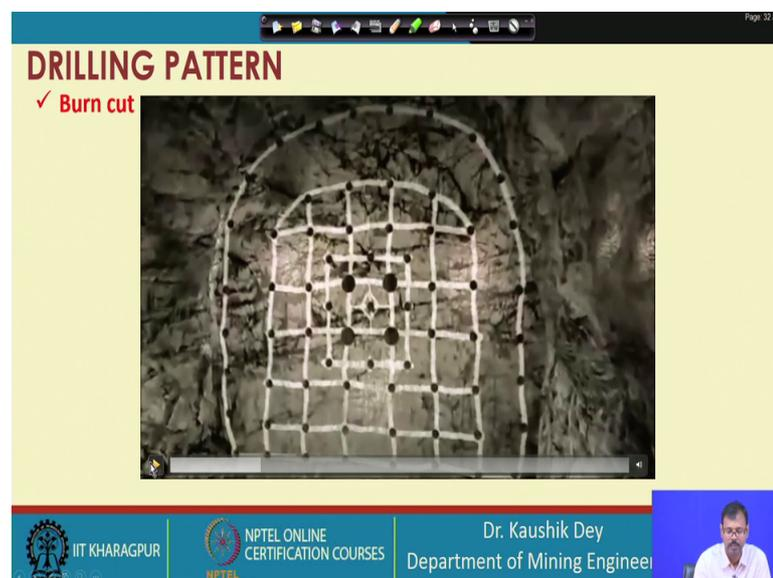 Page: 32
DRILLING PATTERN
✓ Burn cut
IIT KHARAGPUR
NPTEL
NPTEL ONLINE
CERTIFICATION COURSES
Dr. Kaushik Dey
Department of Mining Engineer